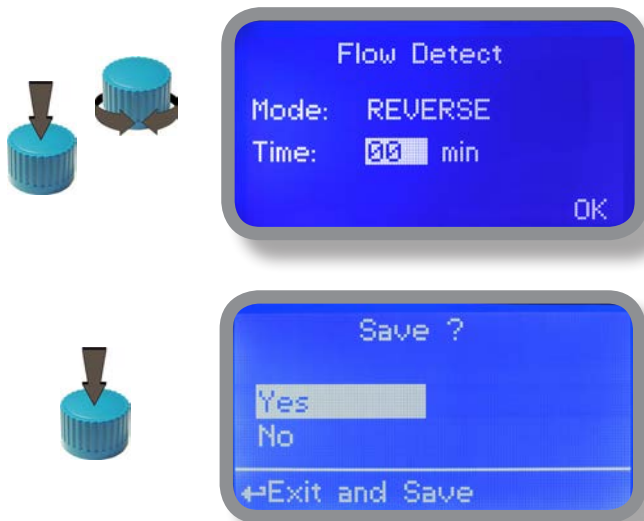 Flow Detect
Mode: REVERSE
Time: 00 min
OK
Save ?
Yes
No
↩Exit and Save